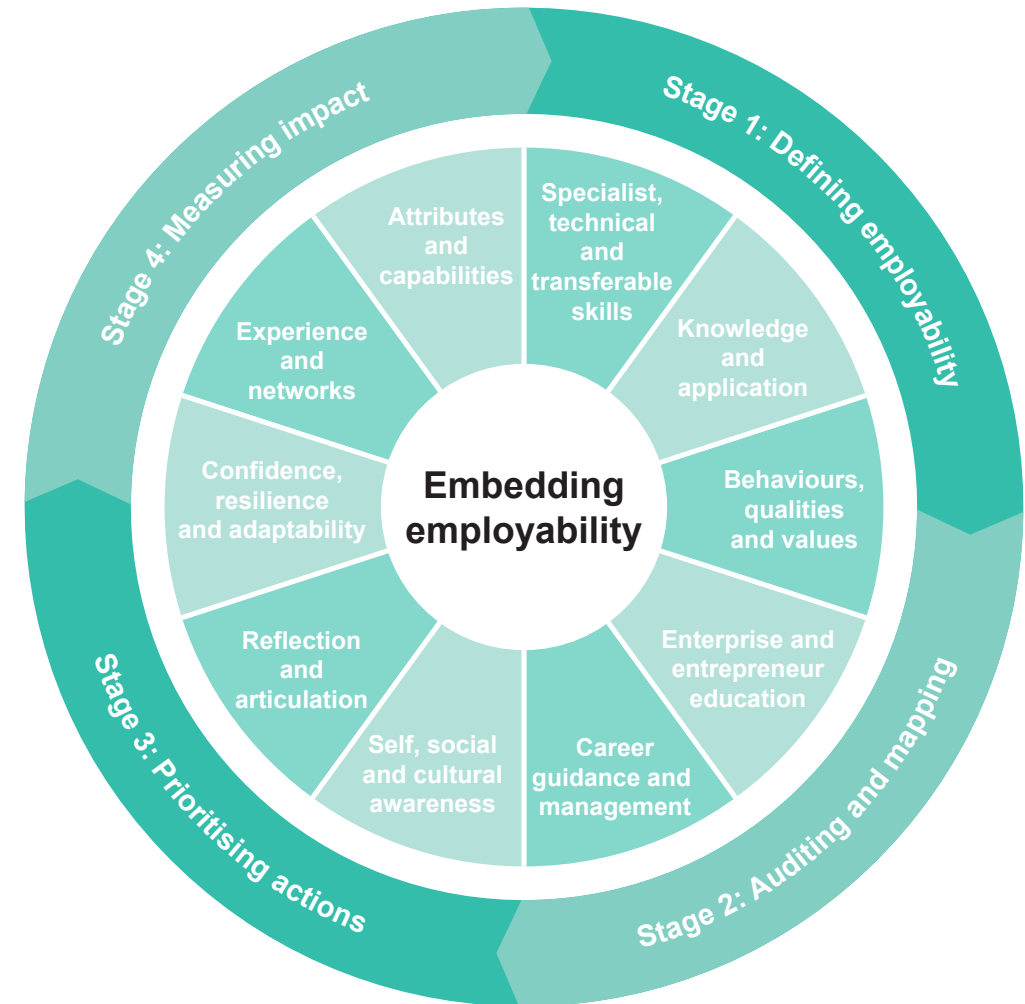 Stage 1: Defining employability
Stage 2: Auditing and mapping
Stage 3: Prioritising actions
Stage 4: Measuring impact
Specialist,
technical
and
transferable
skills
Knowledge
and
application
Behaviours,
qualities
and values
Enterprise and
entrepreneur
education
Career
guidance and
management
Self, social
and cultural
awareness
Reflection
and
articulation
Confidence,
resilience
and adaptability
Experience
and
networks
Attributes
and
capabilities
Embedding
employability